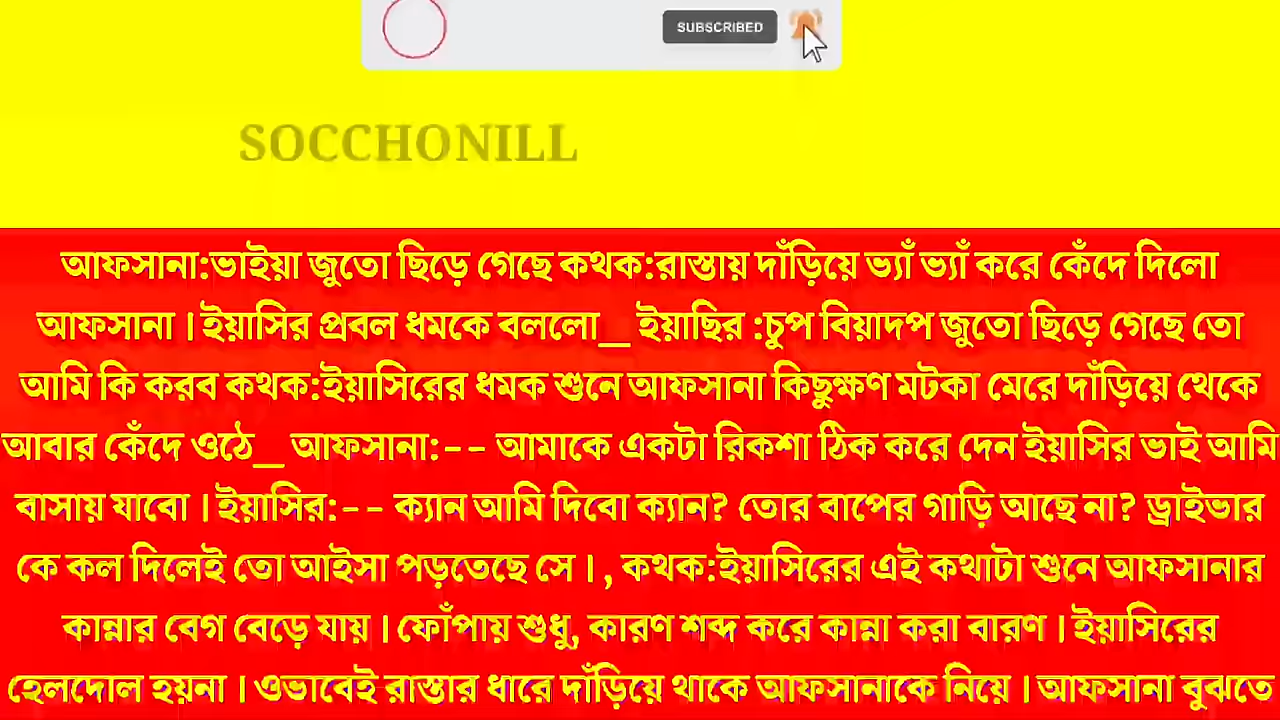 SUBSCRIBED
SOCCHONILL
আফসানা:ভাইয়া জুতো ছিড়ে গেছে কথক:রাস্তায় দাঁড়িয়ে ভ্যাঁ ভ্যাঁ করে কেঁদে দিলো
আফসানা । ইয়াসির প্রবল ধমকে বললো_ ইয়াছির :চুপ বিয়াদপ জুতো ছিড়ে গেছে তো
আমি কি করব কথক:ইয়াসিরের ধমক শুনে আফসানা কিছুক্ষণ মটকা মেরে দাঁড়িয়ে থেকে
আবার কেঁদে ওঠে_ আফসানা:-- আমাকে একটা রিকশা ঠিক করে দেন ইয়াসির ভাই আমি
বাসায় যাবো । ইয়াসির:-- ক্যান আমি দিবো ক্যান? তোর বাপের গাড়ি আছে না? ড্রাইভার
কে কল দিলেই তো আইসা পড়তেছে সে । , কথক:ইয়াসিরের এই কথাটা শুনে আফসানার
কান্নার বেগ বেড়ে যায় । ফোঁপায় শুধু, কারণ শব্দ করে কান্না করা বারণ । ইয়াসিরের
হেলদোল হয়না । ওভাবেই রাস্তার ধারে দাঁড়িয়ে থাকে আফসানাকে নিয়ে । আফসানা বুঝতে